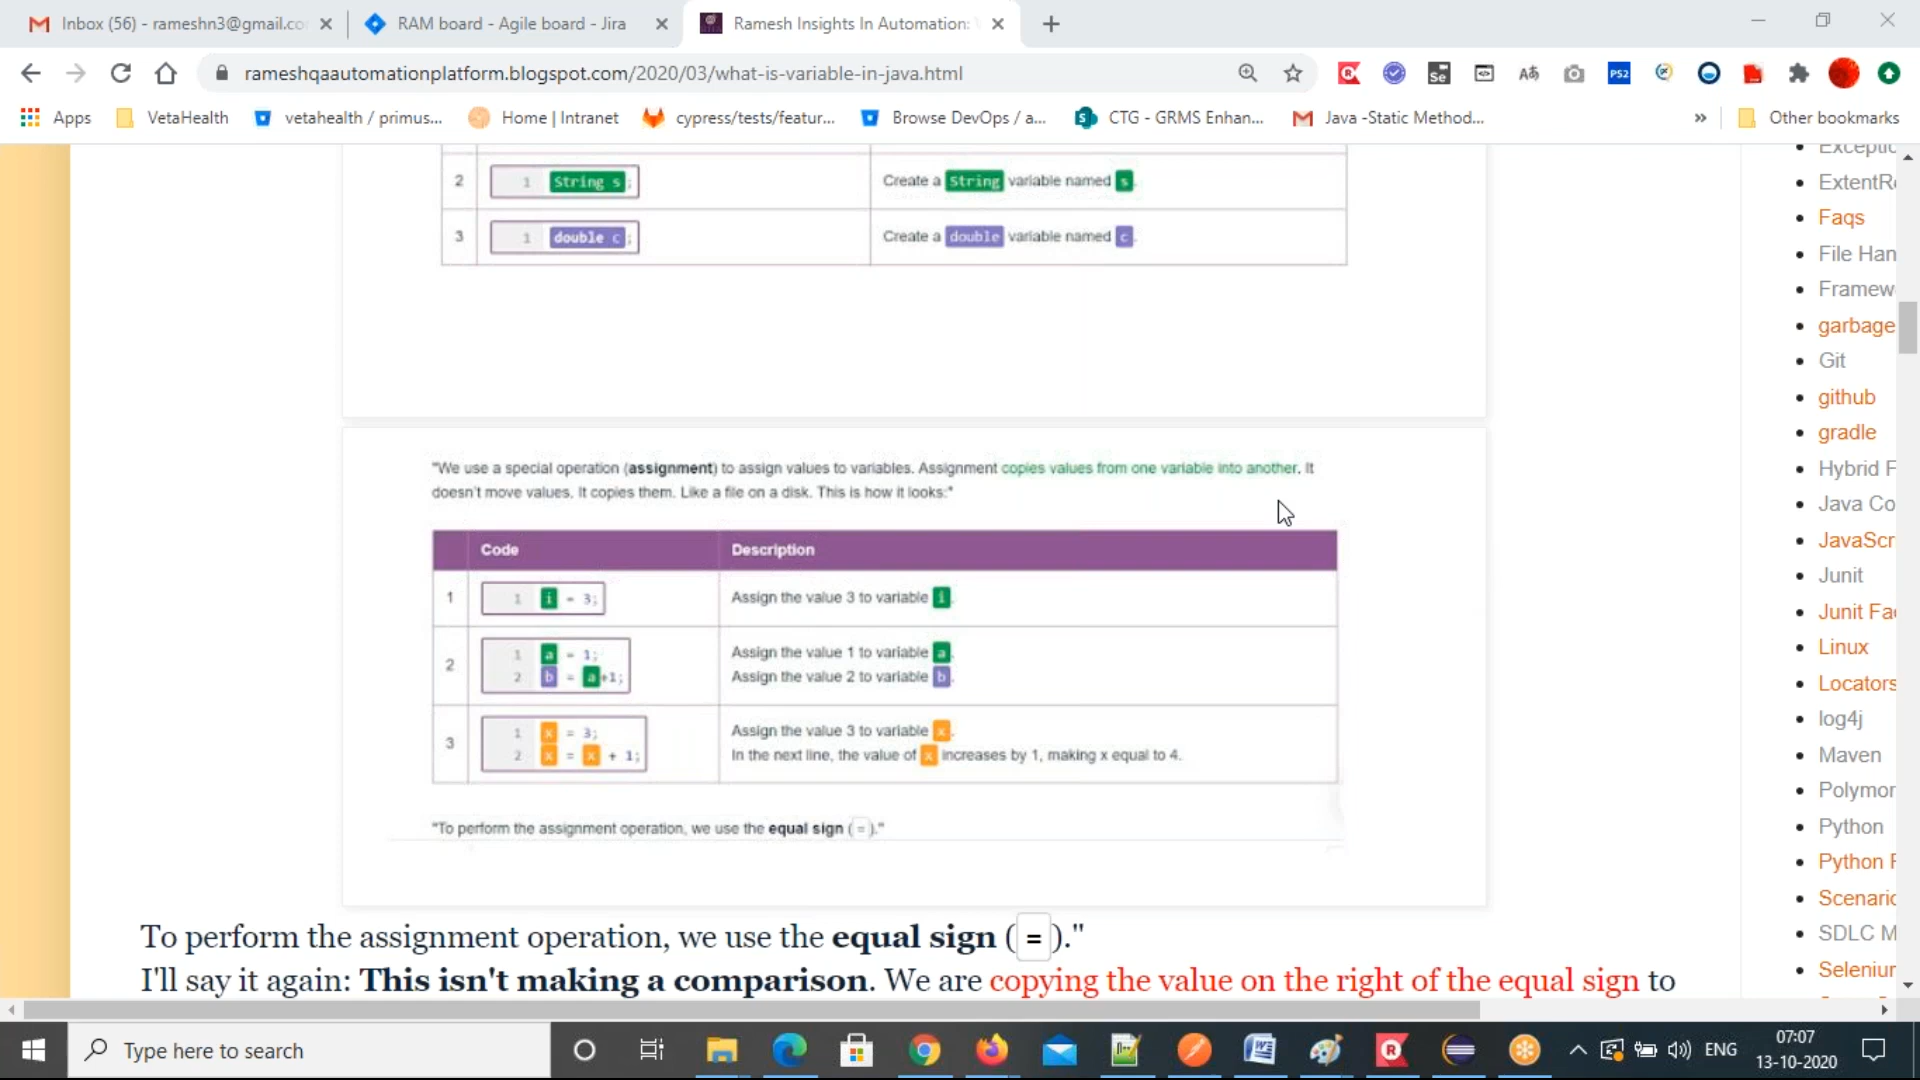 Inbox (56) - rameshn3@gmail.co
RAM board - Agile board - Jira
Ramesh Insights In Automation:
rameshqaautomationplatform.blogspot.com/2020/03/what-is-variable-in-java.html
Apps
VetaHealth
vetahealth / primus...
Home | Intranet
cypress/tests/featur...
Browse DevOps / a...
CTG - GRMS Enhan...
Java -Static Method...
»
Other bookmarks
2 1 String s; Create a String variable named s.
3 1 double c; Create a double variable named c.
"We use a special operation (assignment) to assign values to variables. Assignment copies values from one variable into another. It
doesn't move values. It copies them. Like a file on a disk. This is how it looks:"
Code Description
1 1 i = 3; Assign the value 3 to variable i.
2 1 a = 1; Assign the value 1 to variable a.
2 b = a+1; Assign the value 2 to variable b.
3 1 x = 3; Assign the value 3 to variable x.
2 x = x + 1; In the next line, the value of x increases by 1, making x equal to 4.
"To perform the assignment operation, we use the equal sign (=)."
To perform the assignment operation, we use the equal sign ( = )."
I'll say it again: This isn't making a comparison. We are copying the value on the right of the equal sign to
Exceptic
ExtentR
Faqs
File Han
Framew
garbage
Git
github
gradle
Hybrid F
Java Co
JavaScr
Junit
Junit Fa
Linux
Locators
log4j
Maven
Polymor
Python
Python F
Scenario
SDLC M
Selenium
Type here to search
ENG
07:07
13-10-2020